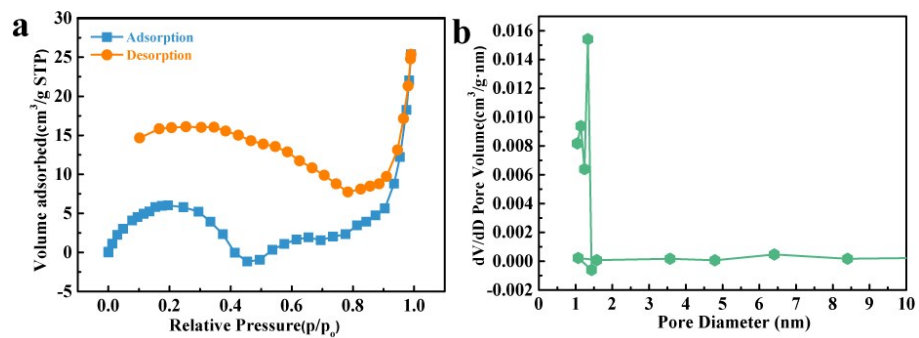 a
30
25
20
15
10
5
0
-5
Volume adsorbed(cm³/g STP)
Adsorption
Desorption
0.0 0.2 0.4 0.6 0.8 1.0
Relative Pressure(p/p₀)
b
0.016
0.014
0.012
0.010
0.008
0.006
0.004
0.002
0.000
-0.002
dV/dD Pore Volume(cm³/g·nm)
0 1 2 3 4 5 6 7 8 9 10
Pore Diameter (nm)